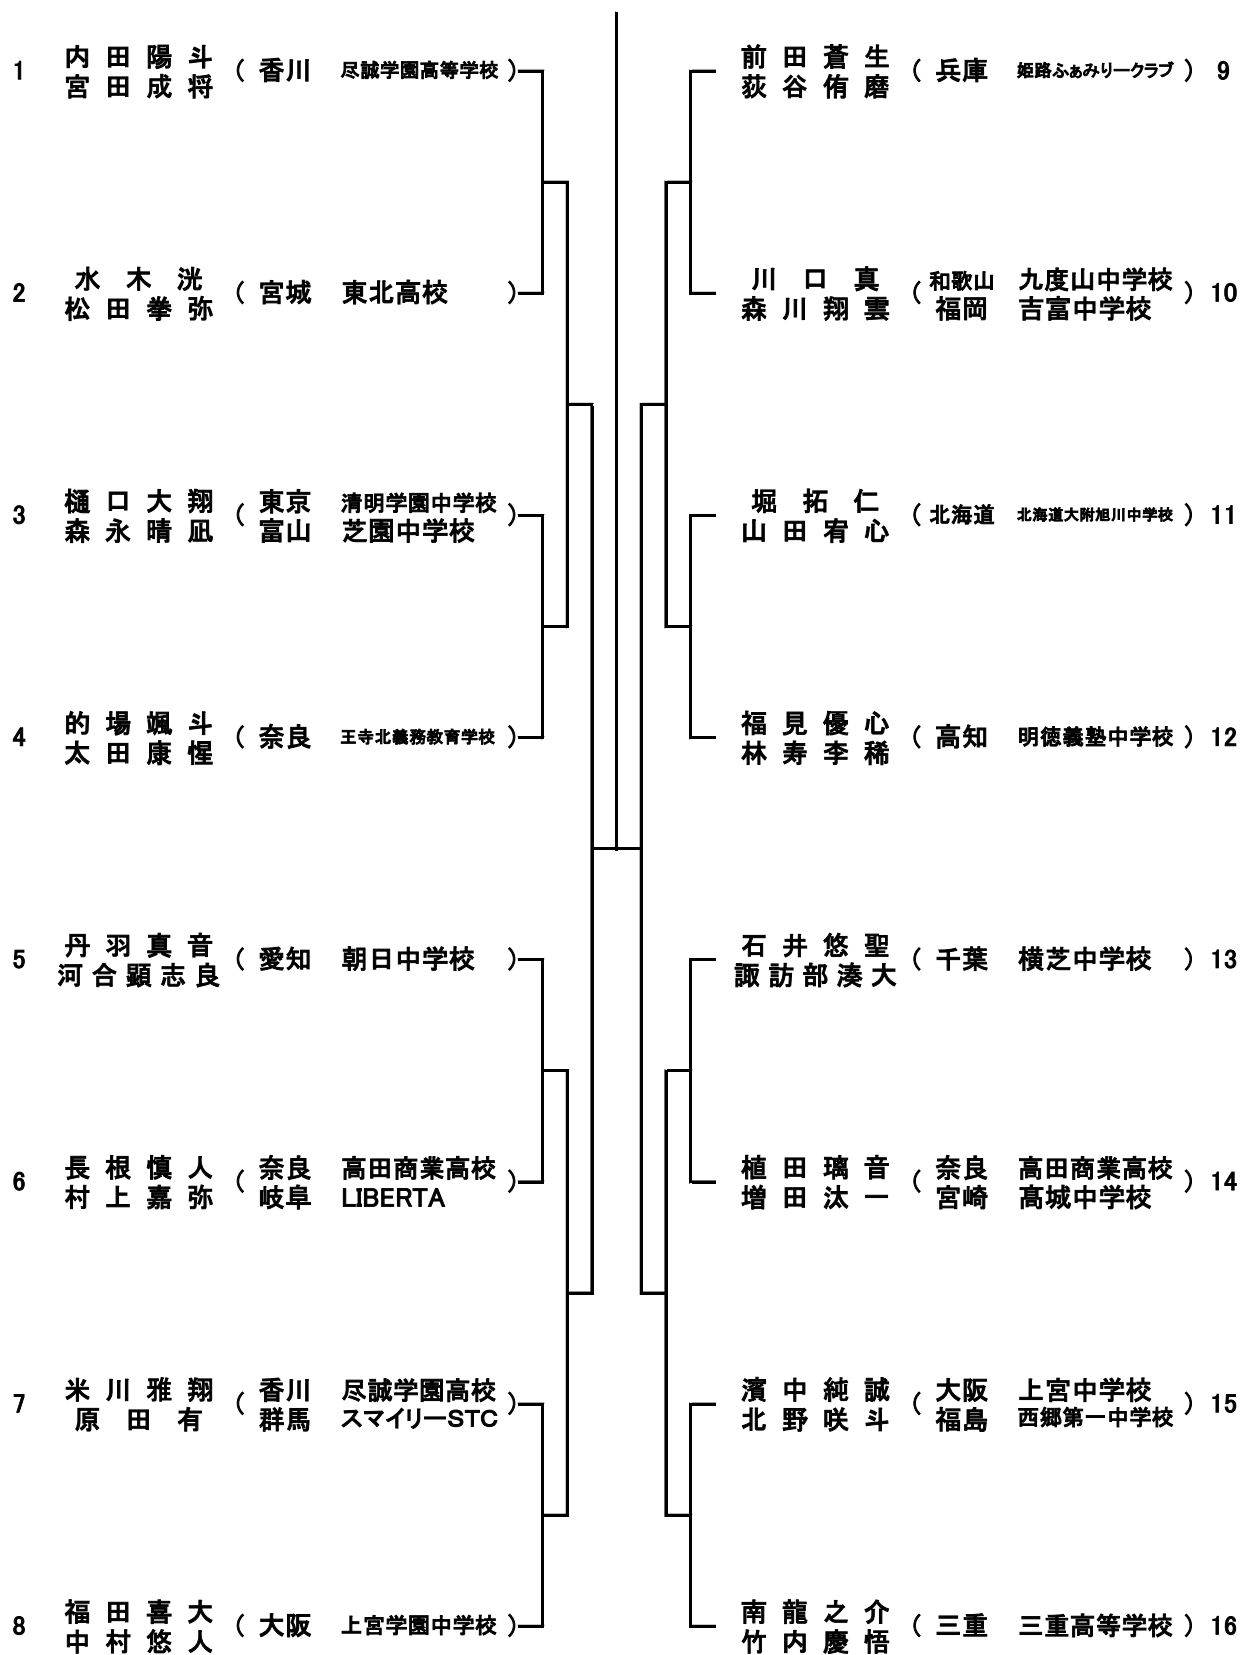 1 内田陽斗 宮田成将 ( 香川 尽誠学園高等学校 )
2 水木洸 松田拳弥 ( 宮城 東北高校 )
3 樋口大翔 森永晴凪 ( 東京 清明学園中学校 富山 芝園中学校 )
4 的場颯斗 太田康惺 ( 奈良 王寺北義務教育学校 )
5 丹羽真音 河合顕志良 ( 愛知 朝日中学校 )
6 長根慎人 村上嘉弥 ( 奈良 高田商業高校 岐阜 LIBERTA )
7 米川雅翔 原田有 ( 香川 尽誠学園高校 群馬 スマイリーSTC )
8 福田喜大 中村悠人 ( 大阪 上宮学園中学校 )
前田蒼生 荻谷侑磨 ( 兵庫 姫路ふぁみりークラブ ) 9
川口真 森川翔雲 ( 和歌山 九度山中学校 福岡 吉富中学校 ) 10
堀拓仁 山田宥心 ( 北海道 北海道大附旭川中学校 ) 11
福見優心 林寿李稀 ( 高知 明徳義塾中学校 ) 12
石井悠聖 諏訪部湊大 ( 千葉 横芝中学校 ) 13
植田璃音 増田汰一 ( 奈良 高田商業高校 宮崎 高城中学校 ) 14
濱中純誠 北野咲斗 ( 大阪 上宮中学校 福島 西郷第一中学校 ) 15
南龍之介 竹内慶悟 ( 三重 三重高等学校 ) 16